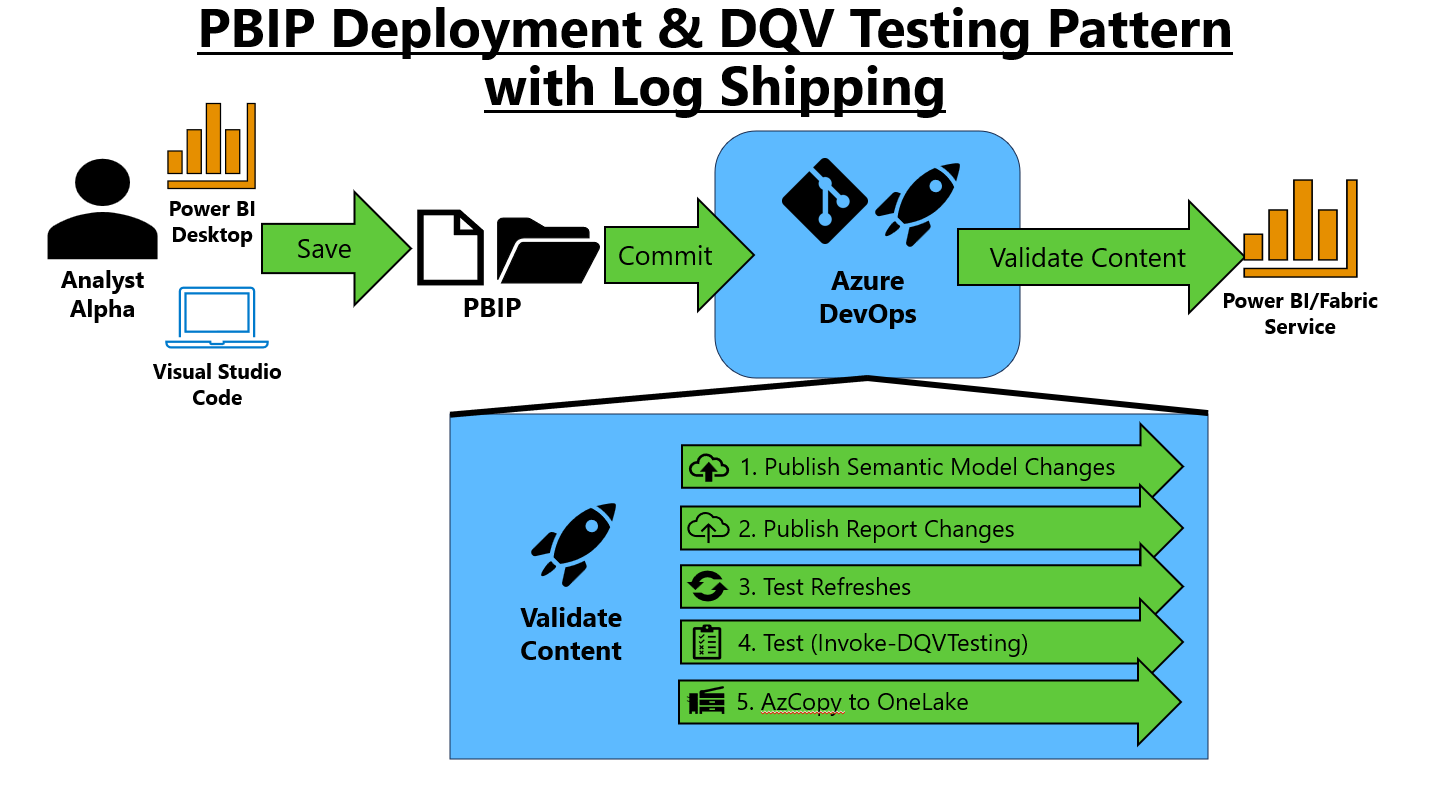 PBIP Deployment & DQV Testing Pattern
with Log Shipping
Power BI
Desktop
Analyst
Alpha
Visual Studio
Code
Save
PBIP
Commit
Azure
DevOps
Validate Content
Power BI/Fabric
Service
Validate
Content
1. Publish Semantic Model Changes
2. Publish Report Changes
3. Test Refreshes
4. Test (Invoke-DQVTesting)
5. AzCopy to OneLake